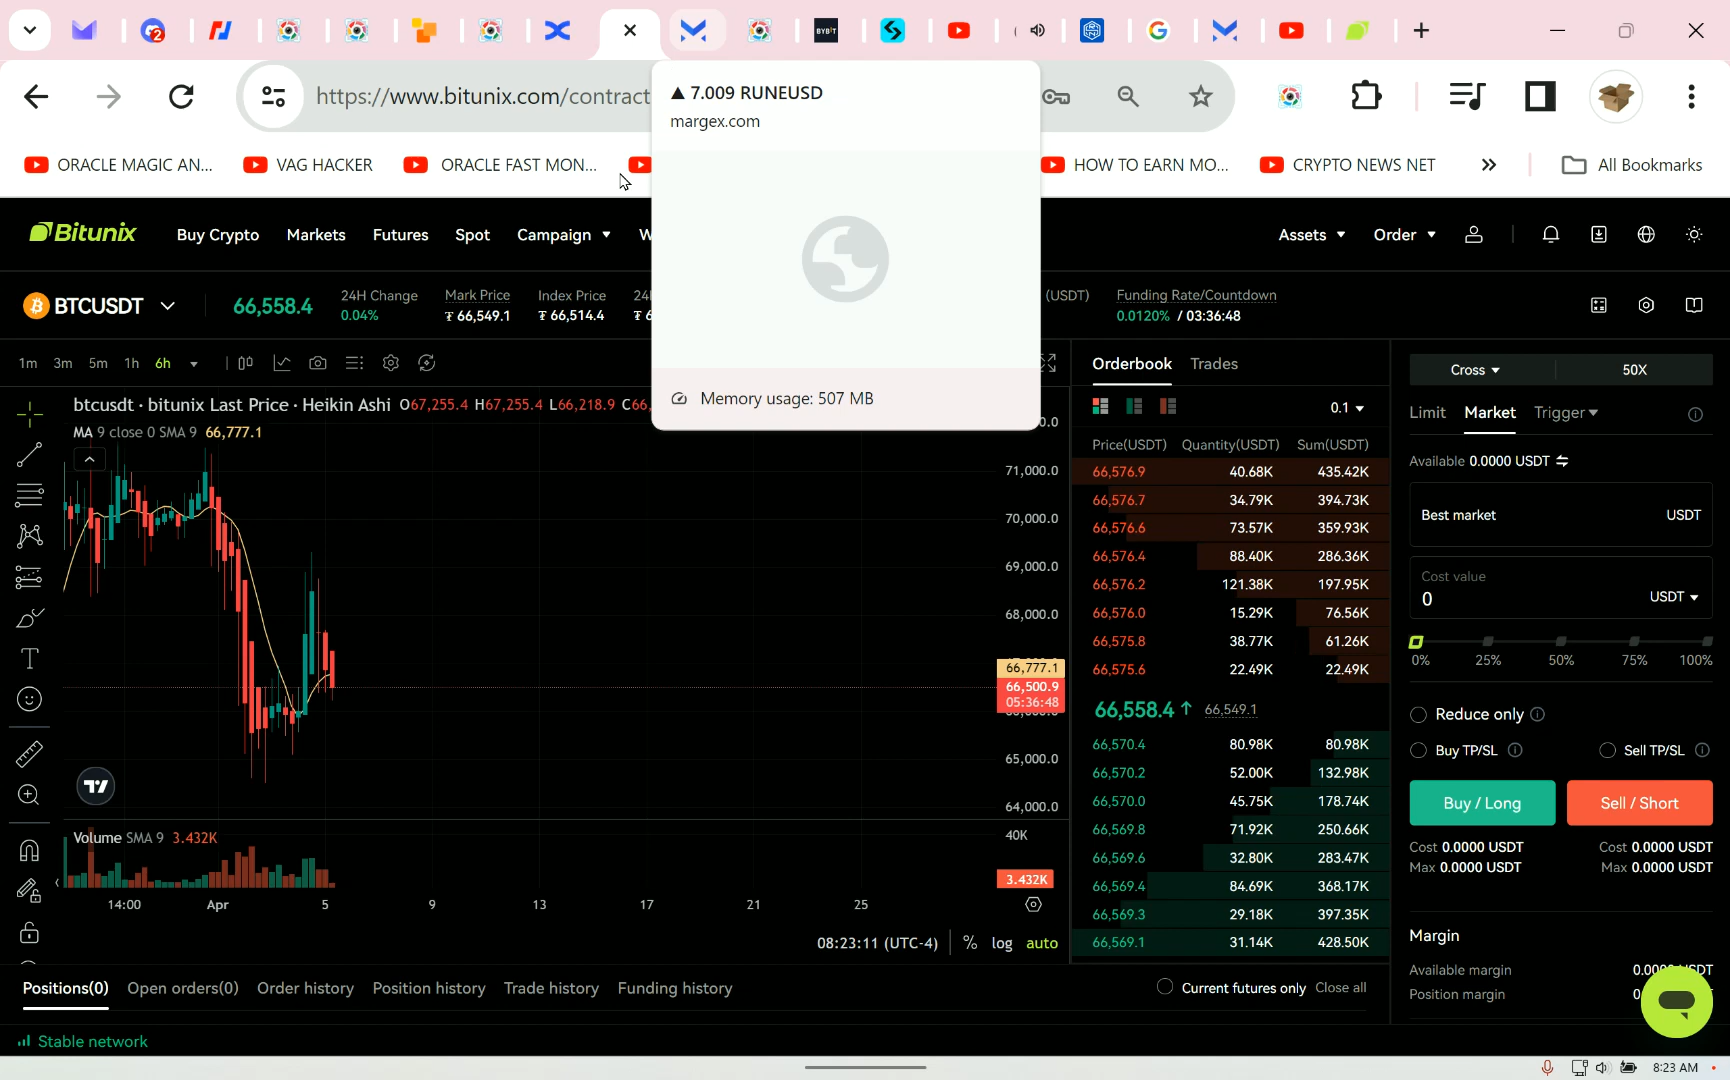 2
BYBIT
https://www.bitunix.com/contract
▲ 7.009 RUNEUSD
margex.com
Memory usage: 507 MB
ORACLE MAGIC AN...
VAG HACKER
ORACLE FAST MON...
HOW TO EARN MO...
CRYPTO NEWS NET
All Bookmarks
Bitunix
Buy Crypto
Markets
Futures
Spot
Campaign
W
Assets
Order
BTCUSDT
66,558.4
24H Change
0.04%
Mark Price
₮ 66,549.1
Index Price
₮ 66,514.4
24
₮ 6
(USDT)
Funding Rate/Countdown
0.0120% / 03:36:48
1m 3m 5m 1h 6h
btcusdt · bitunix Last Price · Heikin Ashi O67,255.4 H67,255.4 L66,218.9 C66,
MA 9 close 0 SMA 9 66,777.1
71,000.0
70,000.0
69,000.0
68,000.0
66,777.1
66,500.9
05:36:48
65,000.0
64,000.0
Volume SMA 9 3.432K
40K
3.432K
14:00 Apr 5 9 13 17 21 25
08:23:11 (UTC-4) % log auto
Orderbook Trades
0.1
Price(USDT) Quantity(USDT) Sum(USDT)
66,576.9 40.68K 435.42K
66,576.7 34.79K 394.73K
66,576.6 73.57K 359.93K
66,576.4 88.40K 286.36K
66,576.2 121.38K 197.95K
66,576.0 15.29K 76.56K
66,575.8 38.77K 61.26K
66,575.6 22.49K 22.49K
66,558.4 ↑ 66,549.1
66,570.4 80.98K 80.98K
66,570.2 52.00K 132.98K
66,570.0 45.75K 178.74K
66,569.8 71.92K 250.66K
66,569.6 32.80K 283.47K
66,569.4 84.69K 368.17K
66,569.3 29.18K 397.35K
66,569.1 31.14K 428.50K
Cross 50X
Limit Market Trigger
Available 0.0000 USDT
Best market USDT
Cost value
0 USDT
0% 25% 50% 75% 100%
Reduce only
Buy TP/SL Sell TP/SL
Buy / Long Sell / Short
Cost 0.0000 USDT Cost 0.0000 USDT
Max 0.0000 USDT Max 0.0000 USDT
Margin
Available margin
Position margin
Positions(0) Open orders(0) Order history Position history Trade history Funding history
Current futures only Close all
Stable network
8:23 AM